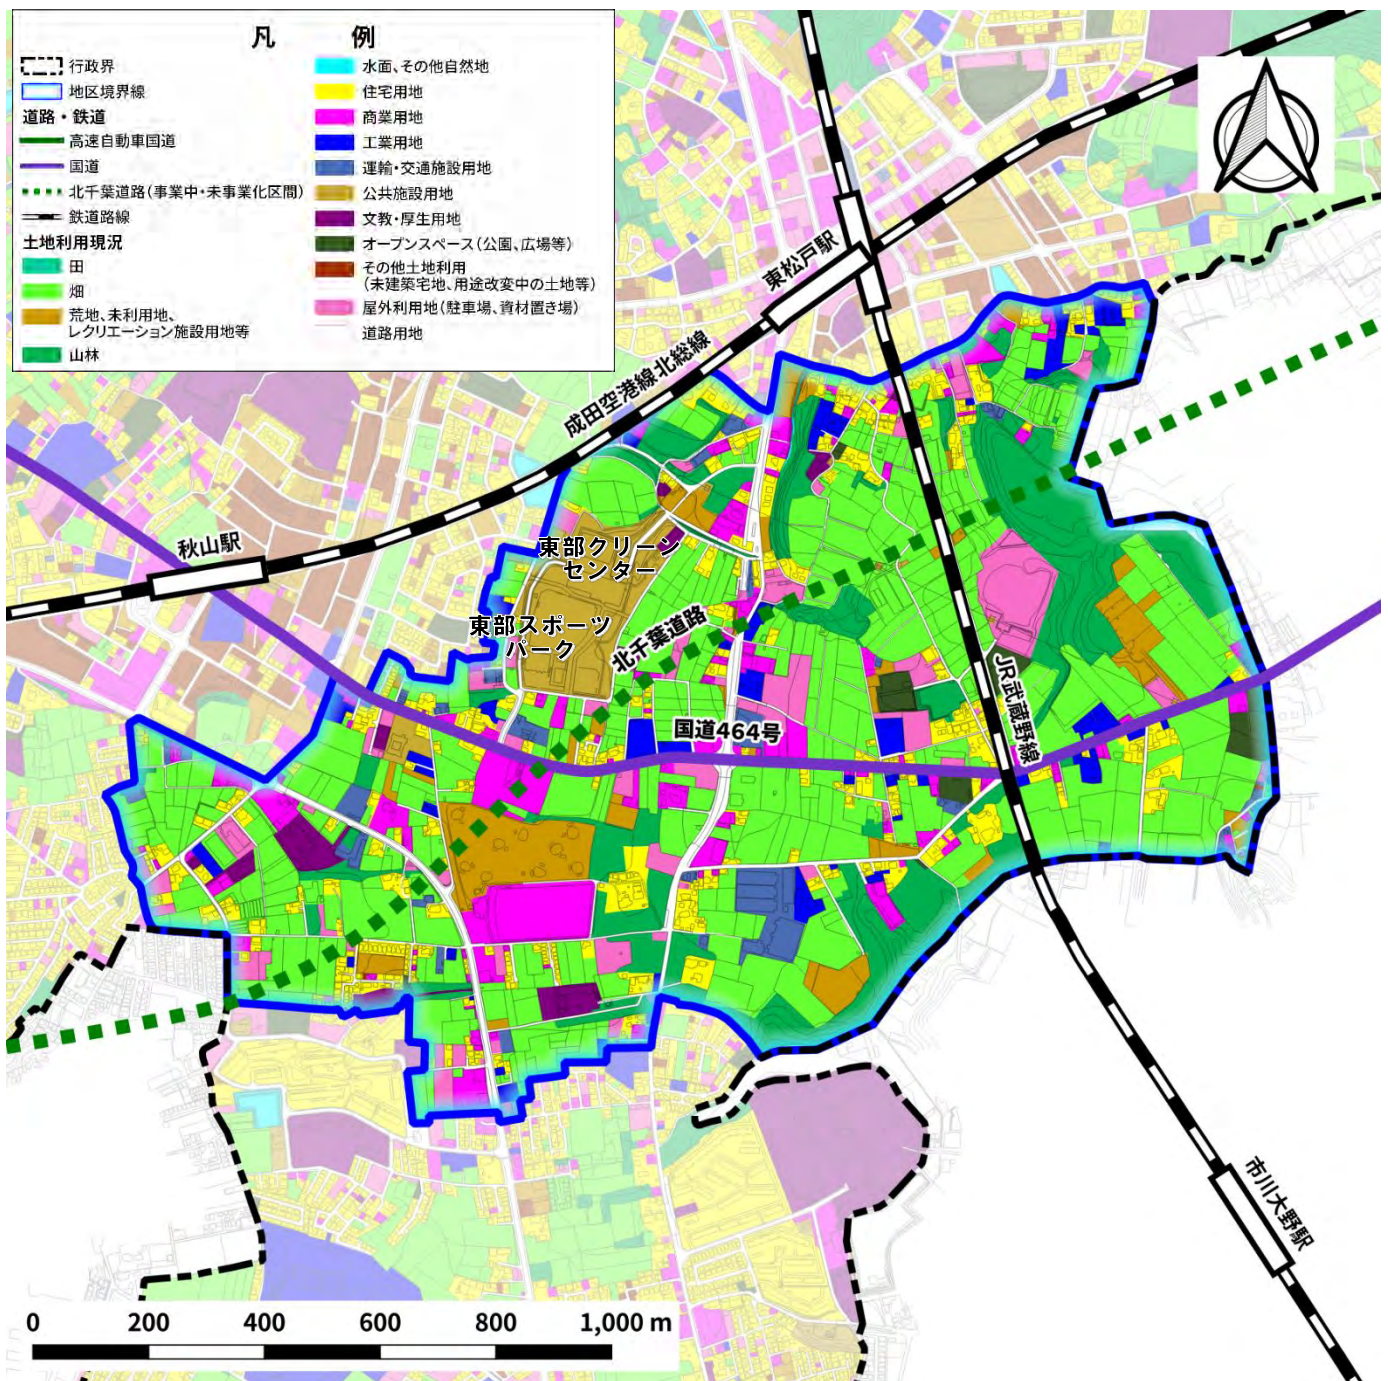 凡 例
行政界
地区境界線
道路・鉄道
高速自動車国道
国道
北千葉道路(事業中・未事業化区間)
鉄道路線
土地利用現況
田
畑
荒地、未利用地、
レクリエーション施設用地等
山林
水面、その他自然地
住宅用地
商業用地
工業用地
運輸・交通施設用地
公共施設用地
文教・厚生用地
オープンスペース(公園、広場等)
その他土地利用
(未建築宅地、用途改変中の土地等)
屋外利用地(駐車場、資材置き場)
道路用地
東松戸駅
成田空港線北総線
秋山駅
東部クリーン
センター
東部スポーツ
パーク
北千葉道路
国道464号
JR武蔵野線
市川大野駅
0 200 400 600 800 1,000 m